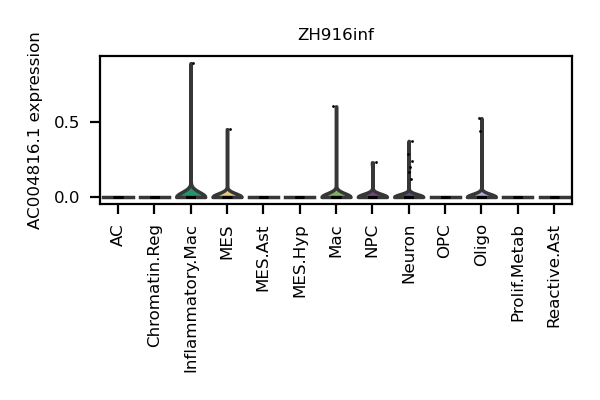 ZH916inf
AC004816.1 expression
0.5
0.0
AC
Chromatin.Reg
Inflammatory.Mac
MES
MES.Ast
MES.Hyp
Mac
NPC
Neuron
OPC
Oligo
Prolif.Metab
Reactive.Ast